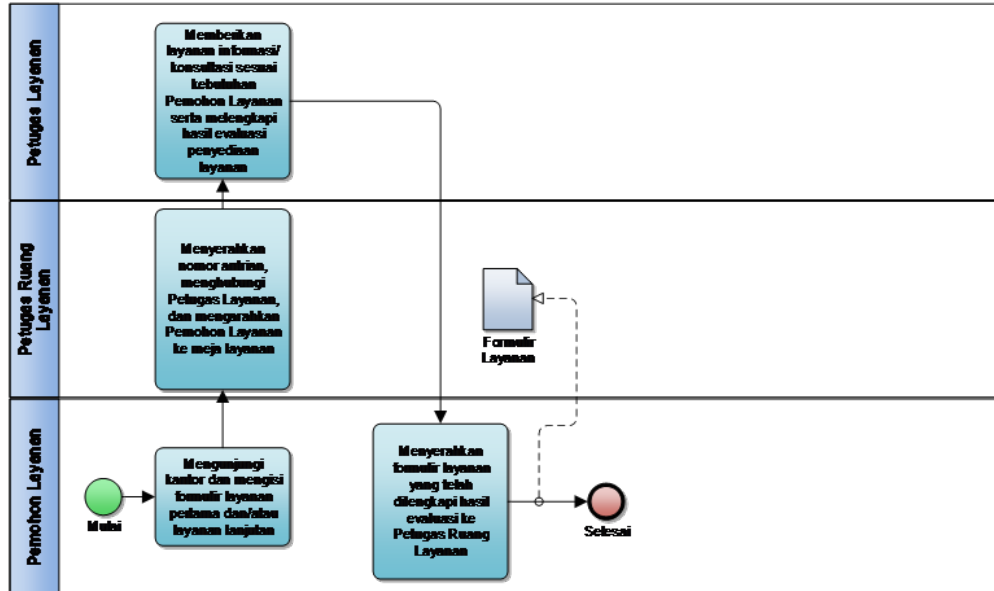 Petugas Layanan
Memberikan
layanan informasi/
konsultasi sesuai
kebutuhan
Pemohon Layanan
serta melengkapi
hasil evaluasi
penyediaan
layanan
Petugas Ruang
Layanan
Menyerahkan
nomor antrian,
menghubungi
Petugas Layanan,
dan mengarahkan
Pemohon Layanan
ke meja layanan
Formulir
Layanan
Pemohon Layanan
Mulai
Mengunjungi
kantor dan mengisi
formulir layanan
pertama dan/atau
layanan lanjutan
Menyerahkan
formulir layanan
yang telah
dilengkapi hasil
evaluasi ke
Petugas Ruang
Layanan
Selesai